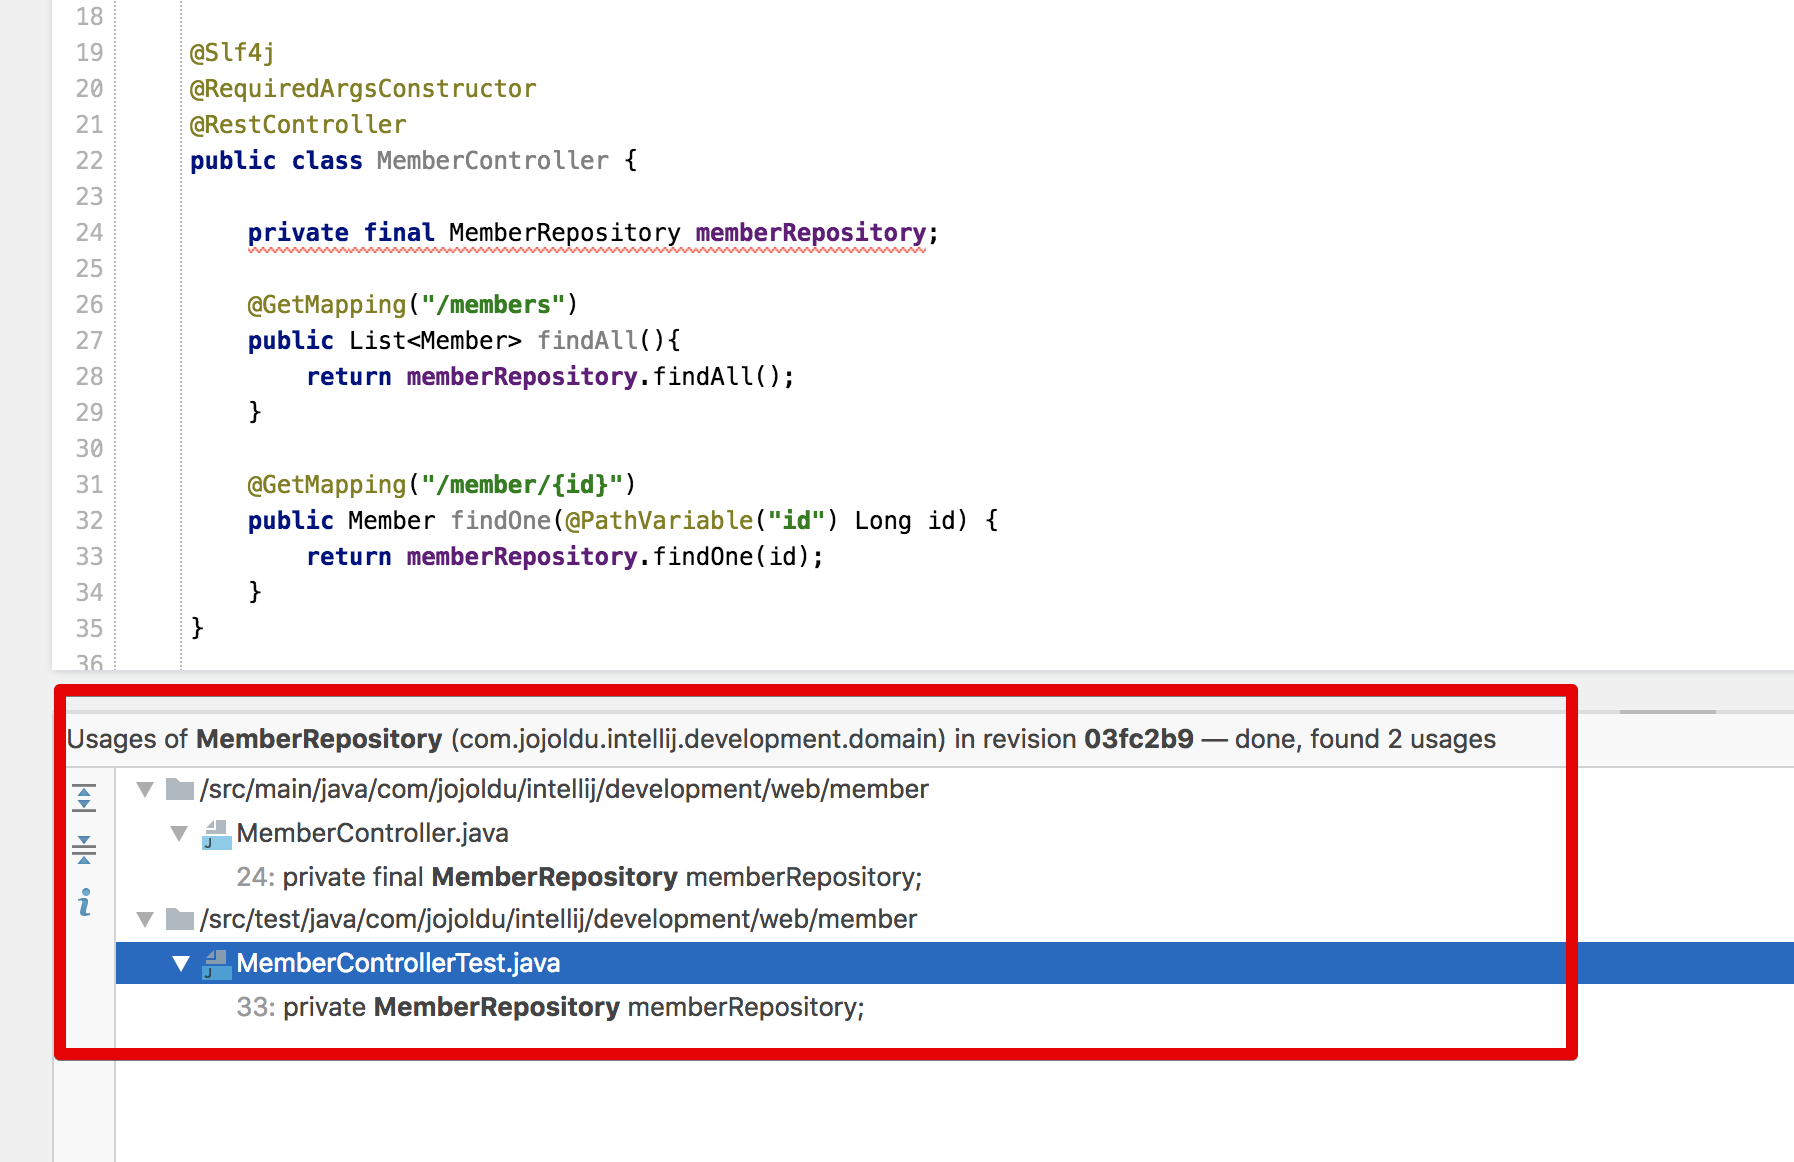 18
19 @Slf4j
20 @RequiredArgsConstructor
21 @RestController
22 public class MemberController {
23
24 private final MemberRepository memberRepository;
25
26 @GetMapping("/members")
27 public List<Member> findAll(){
28 return memberRepository.findAll();
29 }
30
31 @GetMapping("/member/{id}")
32 public Member findOne(@PathVariable("id") Long id) {
33 return memberRepository.findOne(id);
34 }
35 }
36
Usages of MemberRepository (com.jojoldu.intellij.development.domain) in revision 03fc2b9 — done, found 2 usages
/src/main/java/com/jojoldu/intellij/development/web/member
MemberController.java
24: private final MemberRepository memberRepository;
/src/test/java/com/jojoldu/intellij/development/web/member
MemberControllerTest.java
33: private MemberRepository memberRepository;